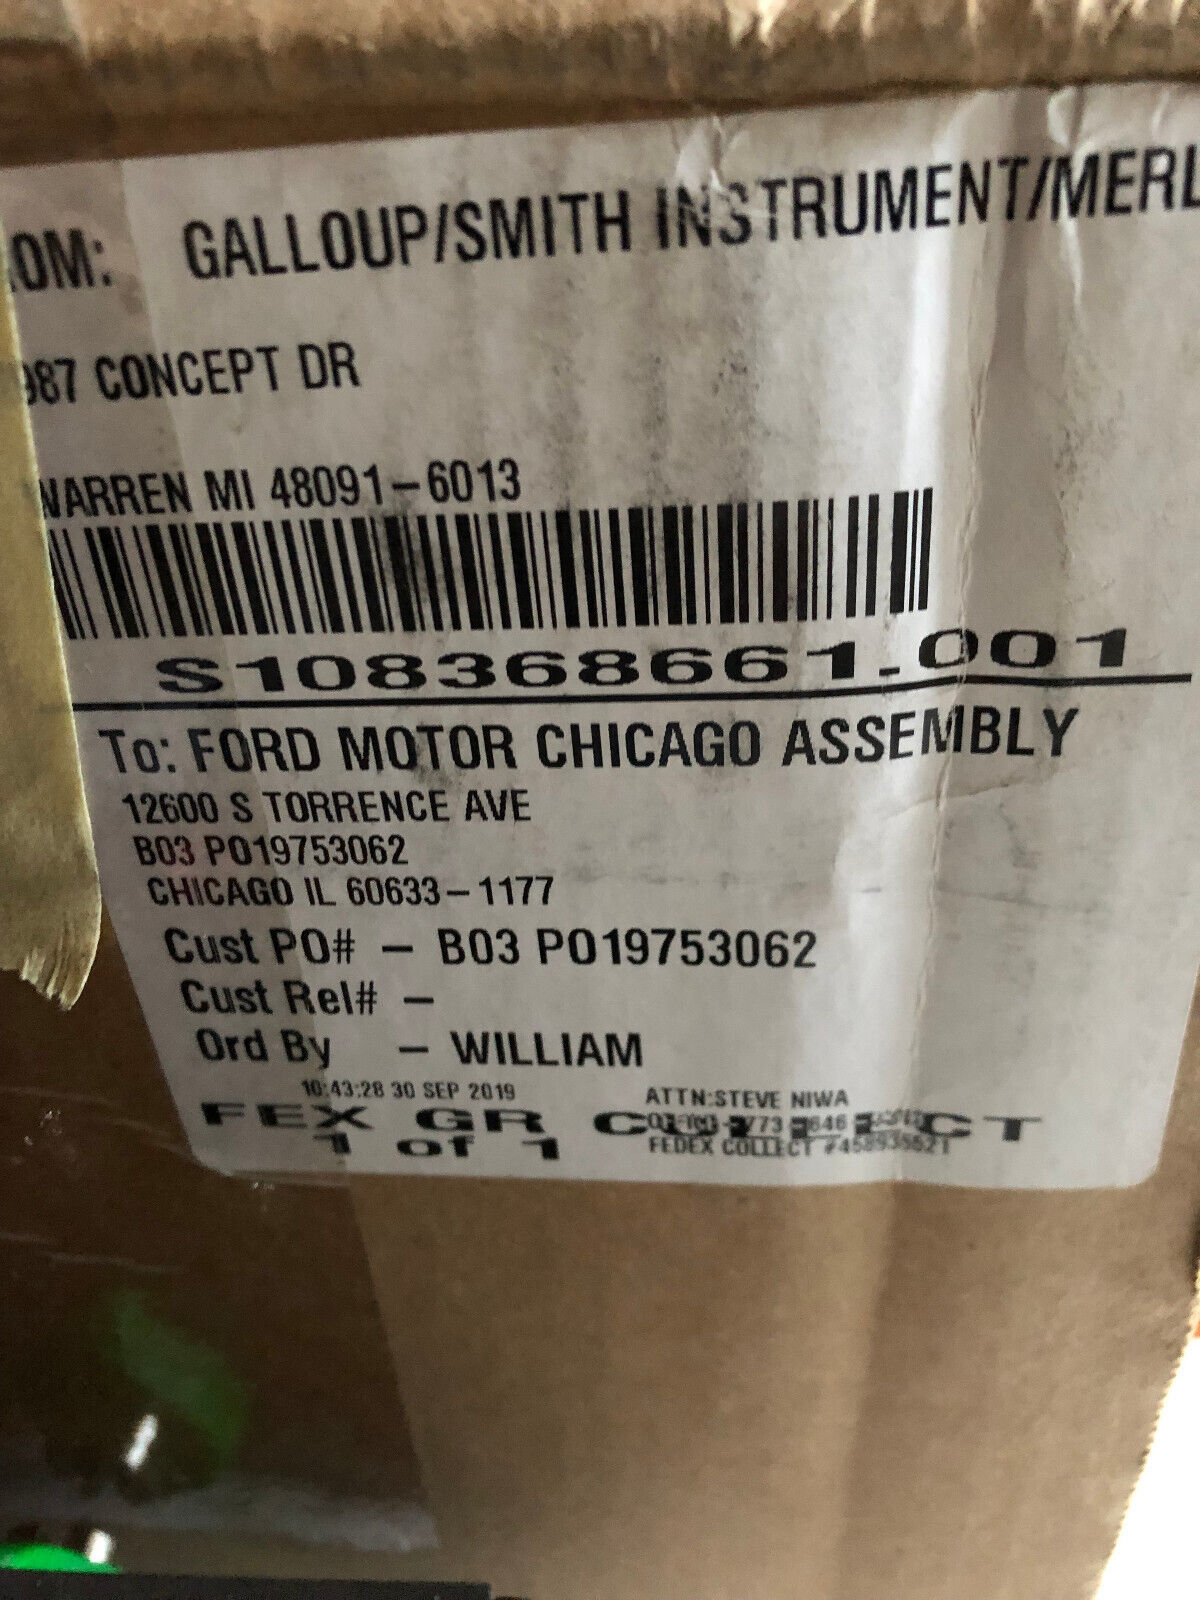 OM: GALLOUP/SMITH INSTRUMENT/MERL
987 CONCEPT DR
WARREN MI 48091-6013
S108368661.001
To: FORD MOTOR CHICAGO ASSEMBLY
12600 S TORRENCE AVE
B03 PO19753062
CHICAGO IL 60633-1177
Cust PO# - B03 PO19753062
Cust Rel# -
Ord By - WILLIAM
10:43:28 30 SEP 2019
ATTN:STEVE NIWA
FEX GR COLLECT
1 of 1
FEDEX COLLECT